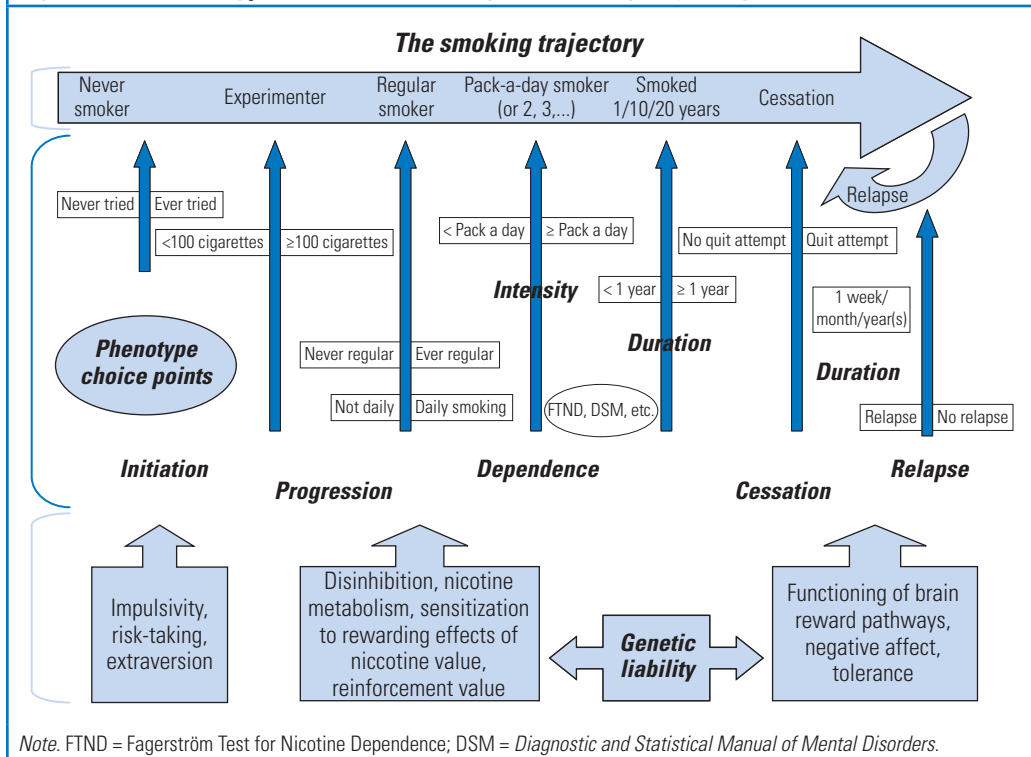 The smoking trajectory
Never
smoker
Experimenter
Regular
smoker
Pack-a-day smoker
(or 2, 3,...)
Smoked
1/10/20 years
Cessation
Relapse
Never tried
Ever tried
<100 cigarettes
≥100 cigarettes
< Pack a day
≥ Pack a day
No quit attempt
Quit attempt
Intensity
< 1 year
≥ 1 year
1 week/
month/year(s)
Phenotype
choice points
Never regular
Ever regular
Duration
Duration
Not daily
Daily smoking
FTND, DSM, etc.
Relapse
No relapse
Initiation
Progression
Dependence
Cessation
Relapse
Impulsivity,
risk-taking,
extraversion
Disinhibition, nicotine
metabolism, sensitization
to rewarding effects of
niccotine value,
reinforcement value
Genetic
liability
Functioning of brain
reward pathways,
negative affect,
tolerance
Note. FTND = Fagerström Test for Nicotine Dependence; DSM = Diagnostic and Statistical Manual of Mental Disorders.